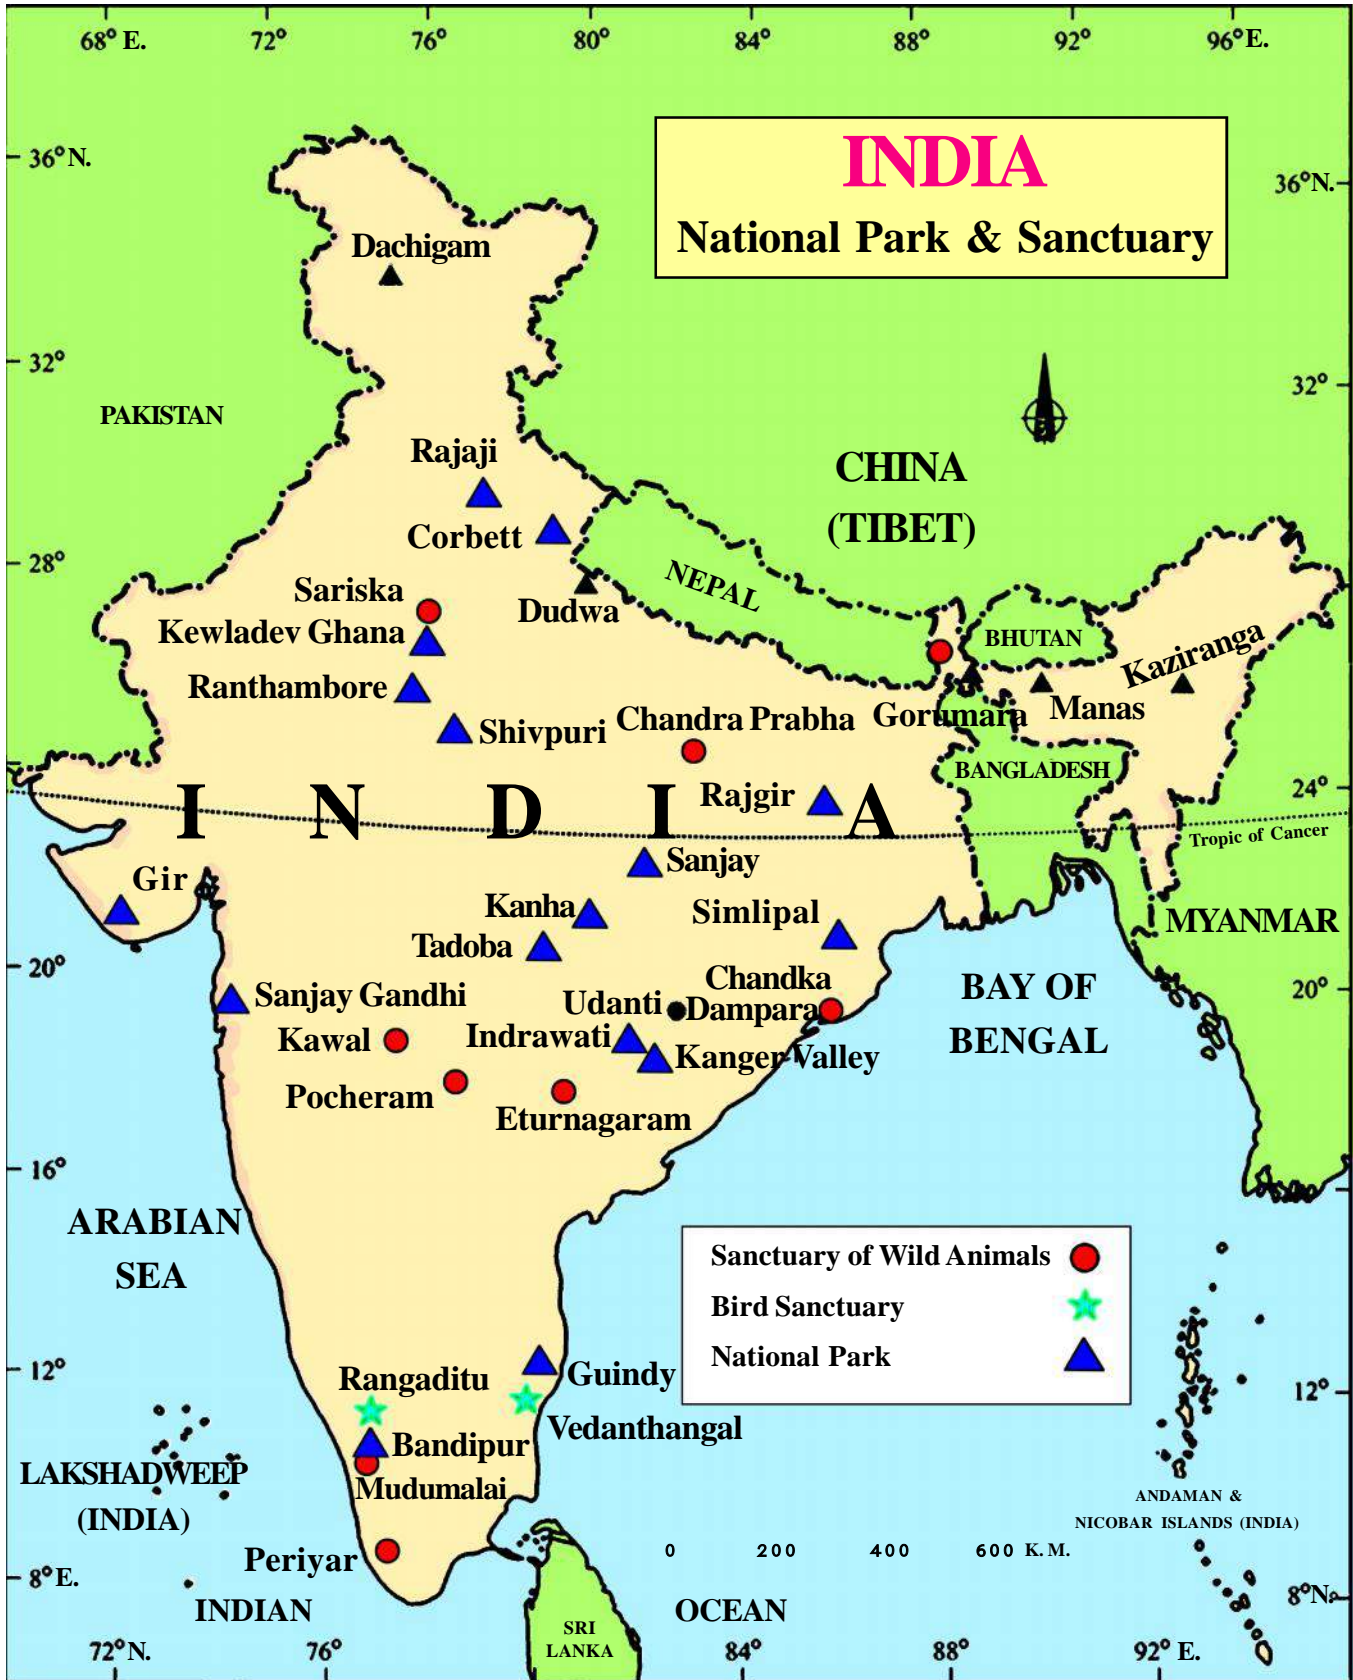 68° E.
72°
76°
80°
84°
88°
92°
96° E.
INDIA
National Park & Sanctuary
36° N.
36° N.
Dachigam
32°
32°
PAKISTAN
Rajaji
CHINA
(TIBET)
Corbett
28°
NEPAL
Sariska
Dudwa
Kewladev Ghana
BHUTAN
Kaziranga
Ranthambore
Shivpuri
Chandra Prabha
Gorumara
Manas
BANGLADESH
I N D I A
Rajgir
24°
Tropic of Cancer
Gir
Sanjay
Kanha
Simlipal
MYANMAR
Tadoba
20°
Chandka
Dampara
BAY OF
BENGAL
20°
Sanjay Gandhi
Udanti
Kawal
Indrawati
Kanger Valley
Pocheram
Eturnagaram
16°
ARABIAN
SEA
Sanctuary of Wild Animals
Bird Sanctuary
National Park
12°
12°
Rangaditu
Guindy
Vedanthangal
Bandipur
Mudumalai
LAKSHADWEEP
(INDIA)
ANDAMAN &
NICOBAR ISLANDS (INDIA)
Periyar
0 200 400 600 K. M.
8° E.
8° N.
INDIAN
OCEAN
SRI
LANKA
72° N.
76°
84°
88°
92° E.